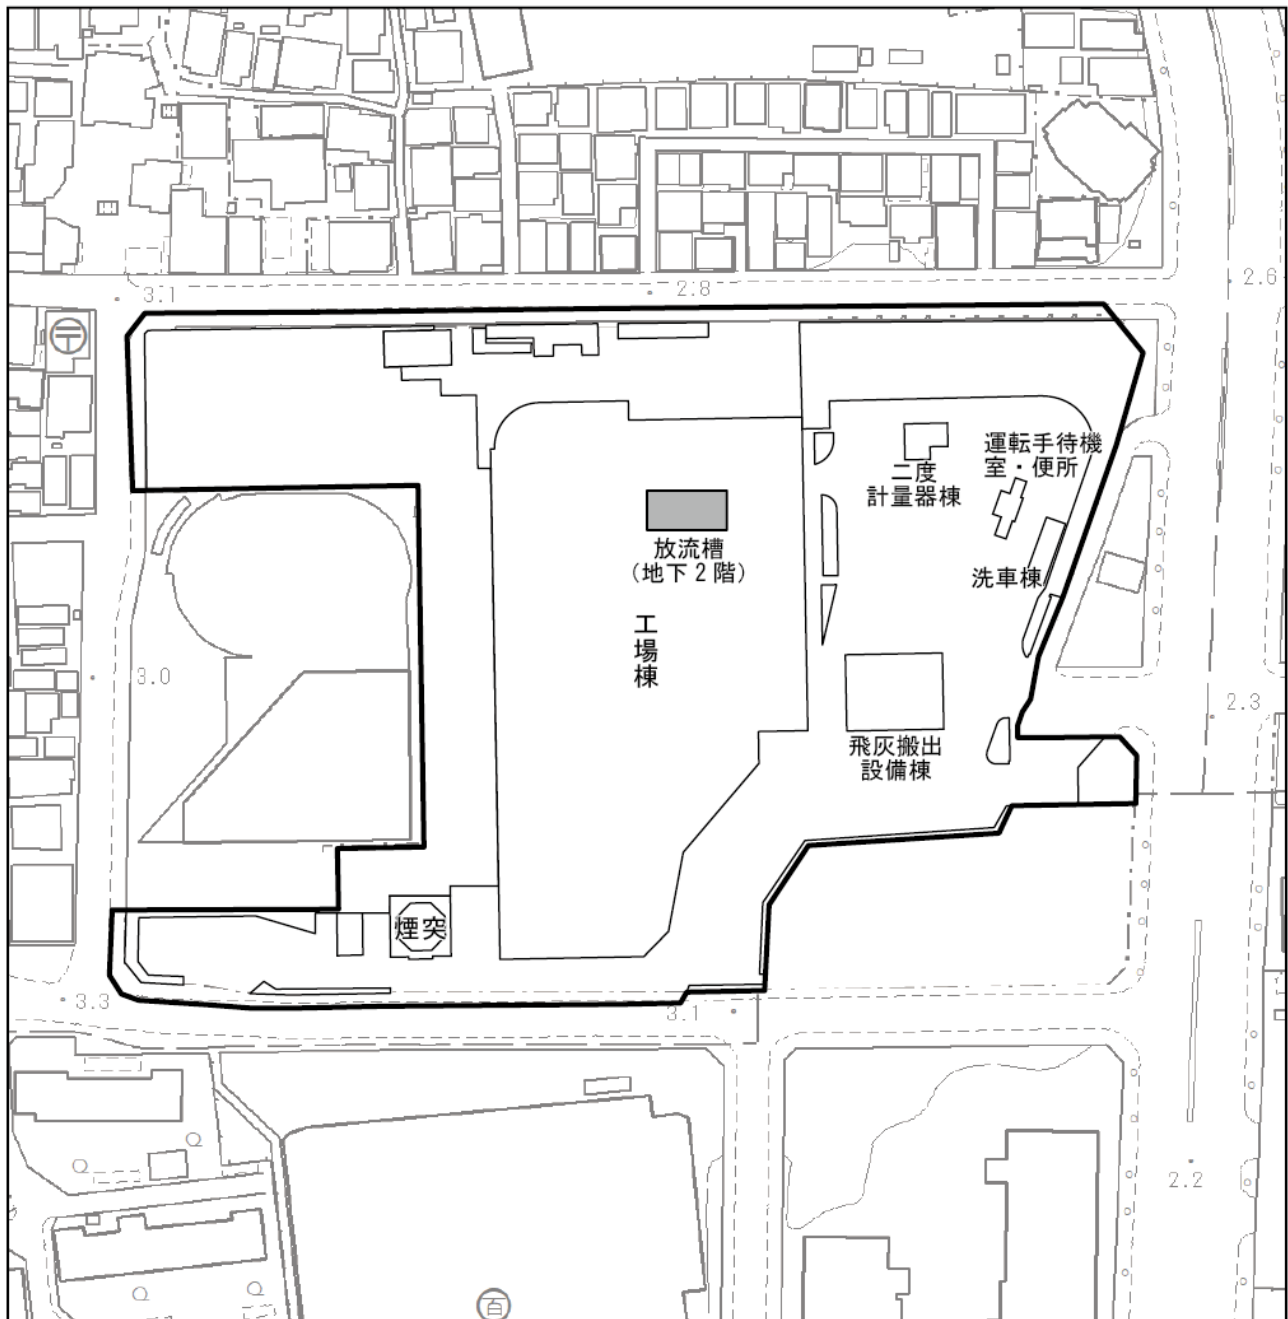 3.1
2.8
2.6
運転手待機
室・便所
二度
計量器棟
放流槽
(地下2階)
洗車棟
工
場
棟
3.0
2.3
飛灰搬出
設備棟
煙突
3.3
3.1
2.2
百